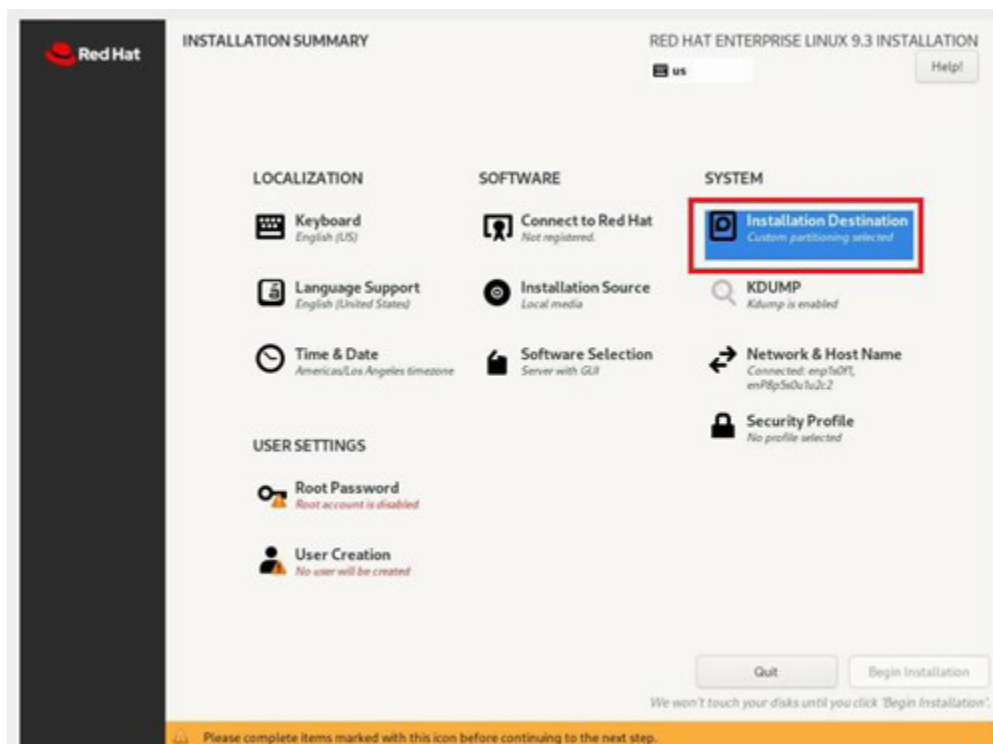 Red Hat
INSTALLATION SUMMARY
RED HAT ENTERPRISE LINUX 9.3 INSTALLATION
us
Help!
LOCALIZATION
Keyboard
English (US)
Language Support
English (United States)
Time & Date
Americas/Los Angeles timezone
SOFTWARE
Connect to Red Hat
Not registered.
Installation Source
Local media
Software Selection
Server with GUI
SYSTEM
Installation Destination
Custom partitioning selected
KDUMP
Kdump is enabled
Network & Host Name
Connected: enp1s0f1,
enP8p5s0u1u2c2
Security Profile
No profile selected
USER SETTINGS
Root Password
Root account is disabled
User Creation
No user will be created
Quit
Begin Installation
We won't touch your disks until you click 'Begin Installation'.
Please complete items marked with this icon before continuing to the next step.